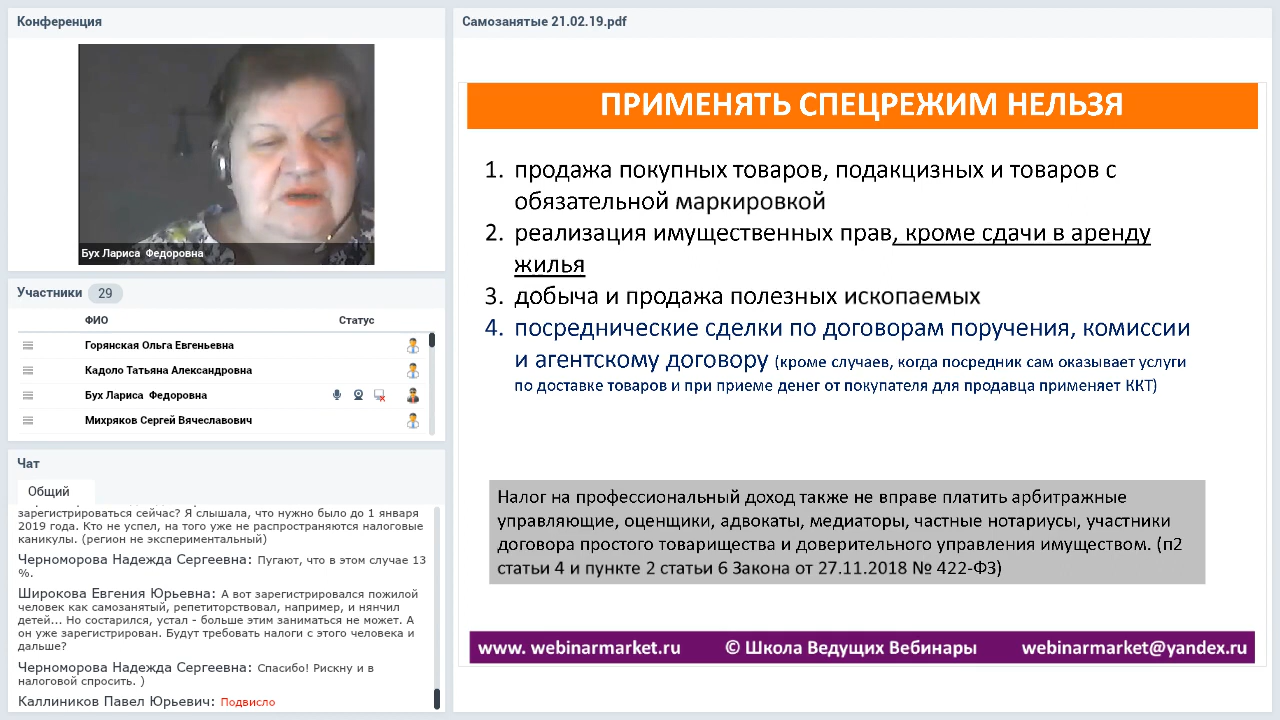 Конференция
Бух Лариса  Федоровна
Участники 29
ФИО Статус
Горянская Ольга Евгеньевна
Кадоло Татьяна Александровна
Бух Лариса  Федоровна
Михряков Сергей Вячеславович
Чат
Общий
зарегистрироваться сейчас? Я слышала, что нужно было до 1 января
2019 года. Кто не успел, на того уже не распространяются налоговые
каникулы. (регион не экспериментальный)
Черноморова Надежда Сергеевна: Пугают, что в этом случае 13
%.
Широкова Евгения Юрьевна: А вот зарегистрировался пожилой
человек как самозанятый, репетиторствовал, например, и нянчил
детей... Но состарился, устал - больше этим заниматься не может. А
он уже зарегистрирован. Будут требовать налоги с этого человека и
дальше?
Черноморова Надежда Сергеевна: Спасибо! Рискну и в
налоговой спросить. )
Каллиников Павел Юрьевич: Подвисло
Самозанятые 21.02.19.pdf
ПРИМЕНЯТЬ СПЕЦРЕЖИМ НЕЛЬЗЯ
1. продажа покупных товаров, подакцизных и товаров с
обязательной маркировкой
2. реализация имущественных прав, кроме сдачи в аренду
жилья
3. добыча и продажа полезных ископаемых
4. посреднические сделки по договорам поручения, комиссии
и агентскому договору (кроме случаев, когда посредник сам оказывает услуги
по доставке товаров и при приеме денег от покупателя для продавца применяет ККТ)
Налог на профессиональный доход также не вправе платить арбитражные
управляющие, оценщики, адвокаты, медиаторы, частные нотариусы, участники
договора простого товарищества и доверительного управления имуществом. (п2
статьи 4 и пункте 2 статьи 6 Закона от 27.11.2018 № 422-ФЗ)
www. webinarmarket.ru © Школа Ведущих Вебинары webinarmarket@yandex.ru